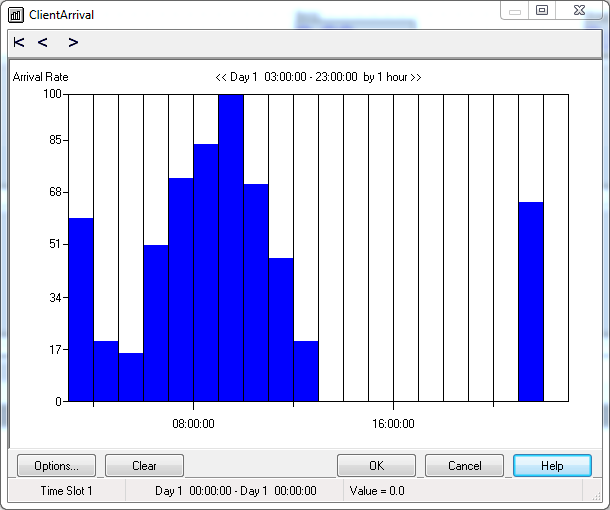 ClientArrival
Arrival Rate
<< Day 1 03:00:00 - 23:00:00 by 1 hour >>
100
85
68
51
34
17
0
08:00:00 16:00:00
Options... Clear OK Cancel Help
Time Slot 1 Day 1 00:00:00 - Day 1 00:00:00 Value = 0.0